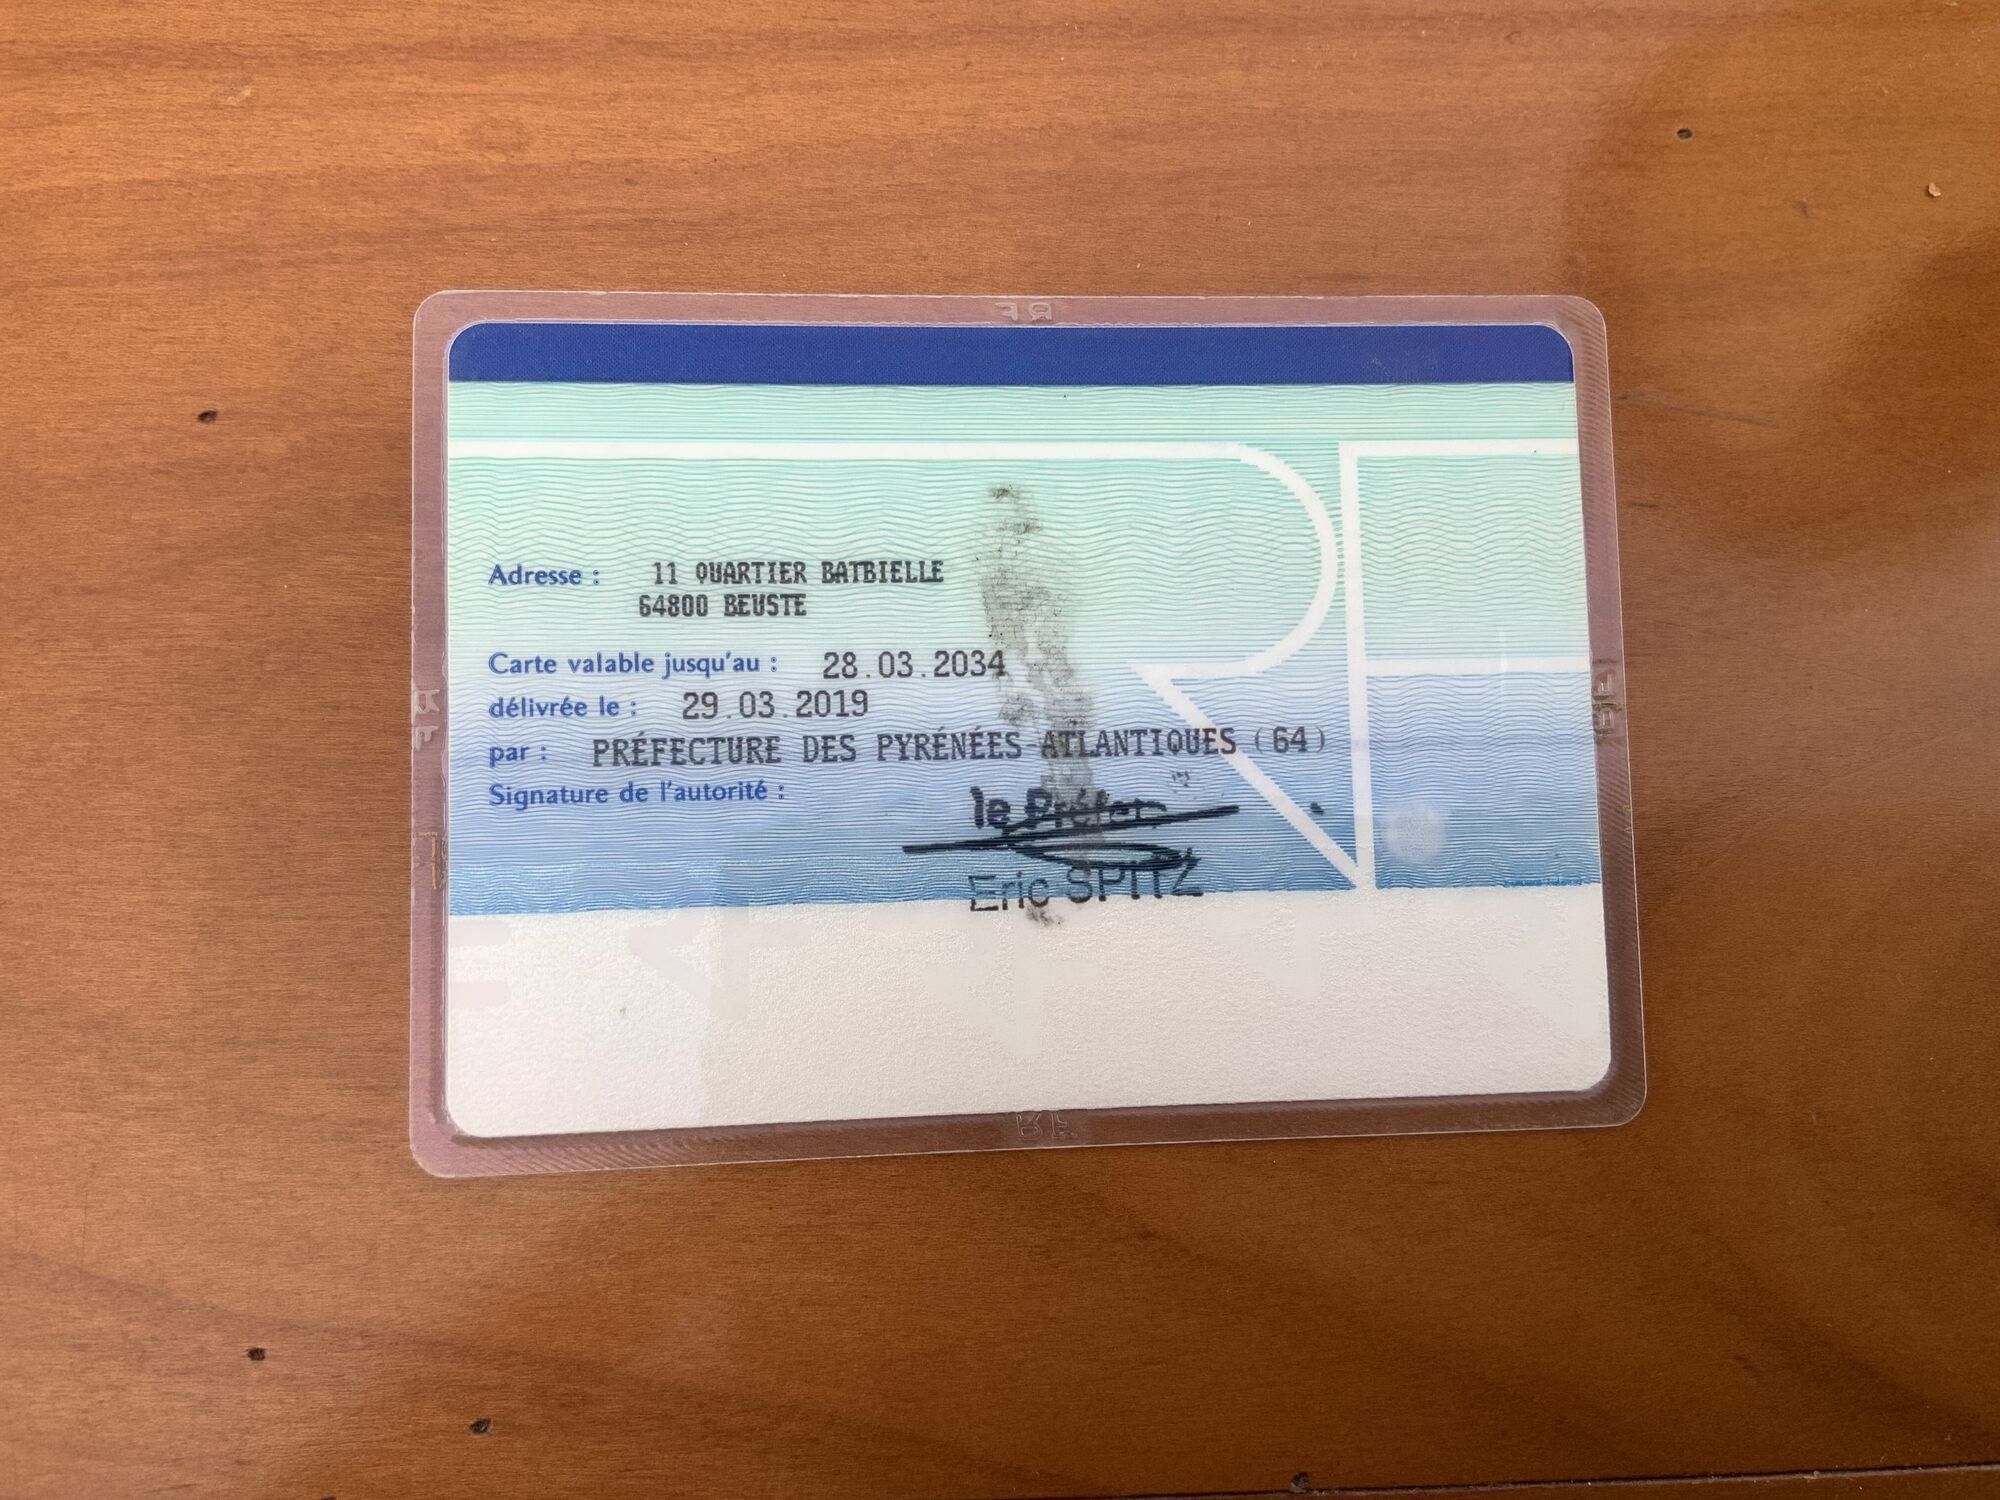 Adresse : 11 QUARTIER BATBIELLE
64800 BEUSTE
Carte valable jusqu'au : 28.03.2034
délivrée le : 29.03.2019
par : PRÉFECTURE DES PYRÉNÉES-ATLANTIQUES (64)
Signature de l'autorité :
le Préfet
Eric SPITZ
RF